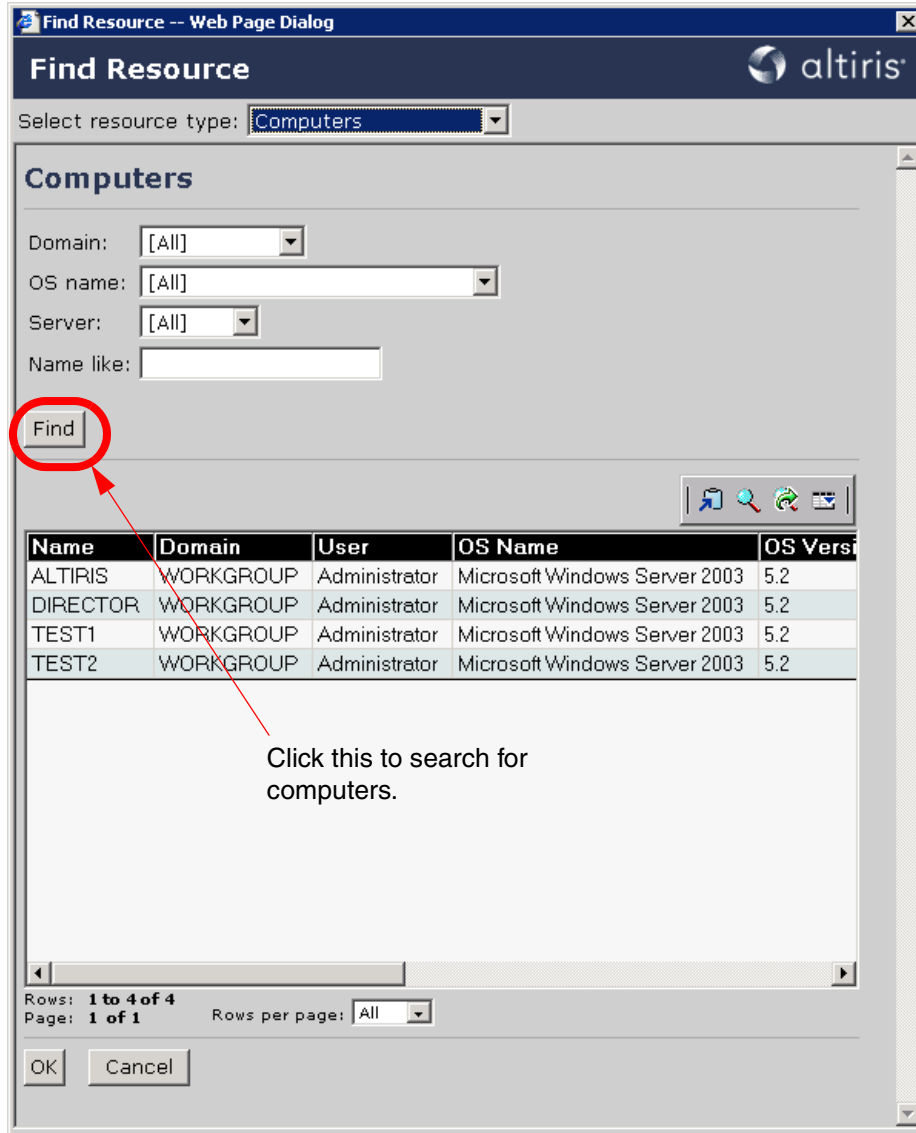 Find Resource -- Web Page Dialog
Find Resource
altiris
Select resource type: Computers
Computers
Domain: [All]
OS name: [All]
Server: [All]
Name like:
Find
Name Domain User OS Name OS Versi
ALTIRIS WORKGROUP Administrator Microsoft Windows Server 2003 5.2
DIRECTOR WORKGROUP Administrator Microsoft Windows Server 2003 5.2
TEST1 WORKGROUP Administrator Microsoft Windows Server 2003 5.2
TEST2 WORKGROUP Administrator Microsoft Windows Server 2003 5.2
Click this to search for
computers.
Rows: 1 to 4 of 4
Page: 1 of 1 Rows per page: All
OK Cancel